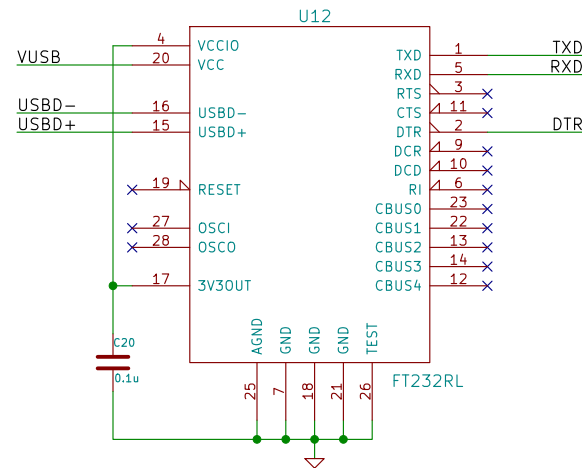 U12
4 VCCIO TXD 1 TXD
VUSB 20 VCC RXD 5 RXD
RTS 3
USBD- 16 USBD- CTS 11
USBD+ 15 USBD+ DTR 2 DTR
DCR 9
DCD 10
19 RESET RI 6
CBUS0 23
27 OSCI CBUS1 22
28 OSCO CBUS2 13
CBUS3 14
17 3V3OUT CBUS4 12
AGND GND GND GND TEST
C20
0.1u
25 7 18 21 26
FT232RL